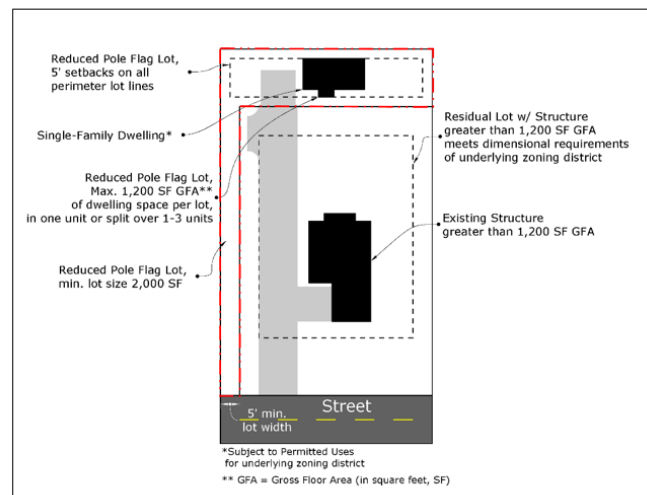 Reduced Pole Flag Lot,
5' setbacks on all
perimeter lot lines
Single-Family Dwelling*
Reduced Pole Flag Lot,
Max. 1,200 SF GFA**
of dwelling space per lot,
in one unit or split over 1-3 units
Reduced Pole Flag Lot,
min. lot size 2,000 SF
Residual Lot w/ Structure
greater than 1,200 SF GFA
meets dimensional requirements
of underlying zoning district
Existing Structure
greater than 1,200 SF GFA
Street
5' min.
lot width
*Subject to Permitted Uses
for underlying zoning district
** GFA = Gross Floor Area (in square feet, SF)